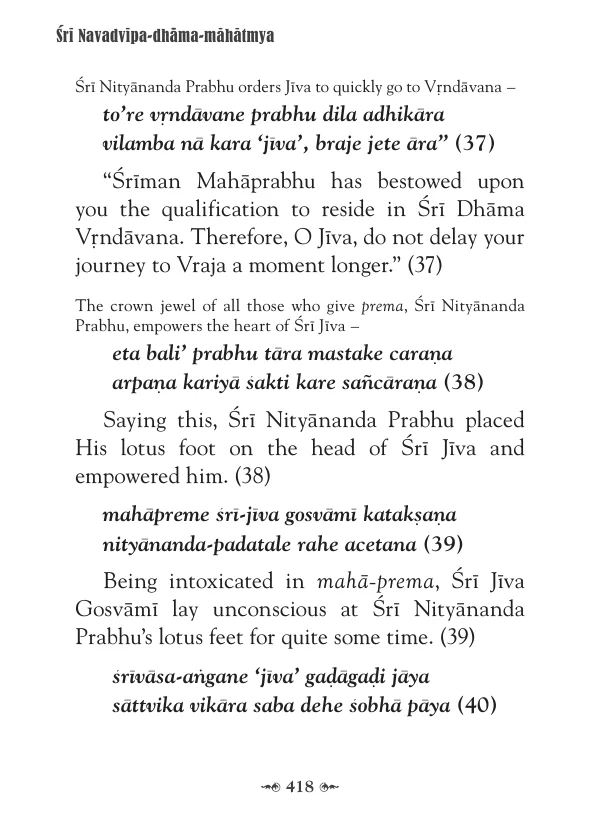 Śrī Navadvīpa-dhāma-māhātmya
Śrī Nityānanda Prabhu orders Jīva to quickly go to Vṛndāvana –
to’re vṛndāvane prabhu dila adhikāra
vilamba nā kara ‘jīva’, braje jete āra” (37)
“Śrīman Mahāprabhu has bestowed upon
you the qualification to reside in Śrī Dhāma
Vṛndāvana. Therefore, O Jīva, do not delay your
journey to Vraja a moment longer.” (37)
The crown jewel of all those who give prema, Śrī Nityānanda
Prabhu, empowers the heart of Śrī Jīva –
eta bali’ prabhu tāra mastake caraṇa
arpaṇa kariyā śakti kare sañcāraṇa (38)
Saying this, Śrī Nityānanda Prabhu placed
His lotus foot on the head of Śrī Jīva and
empowered him. (38)
mahāpreme śrī-jīva gosvāmī katakṣaṇa
nityānanda-padatale rahe acetana (39)
Being intoxicated in mahā-prema, Śrī Jīva
Gosvāmī lay unconscious at Śrī Nityānanda
Prabhu’s lotus feet for quite some time. (39)
śrīvāsa-aṅgane ‘jīva’ gaḍāgaḍi jāya
sāttvika vikāra saba dehe śobhā pāya (40)
418